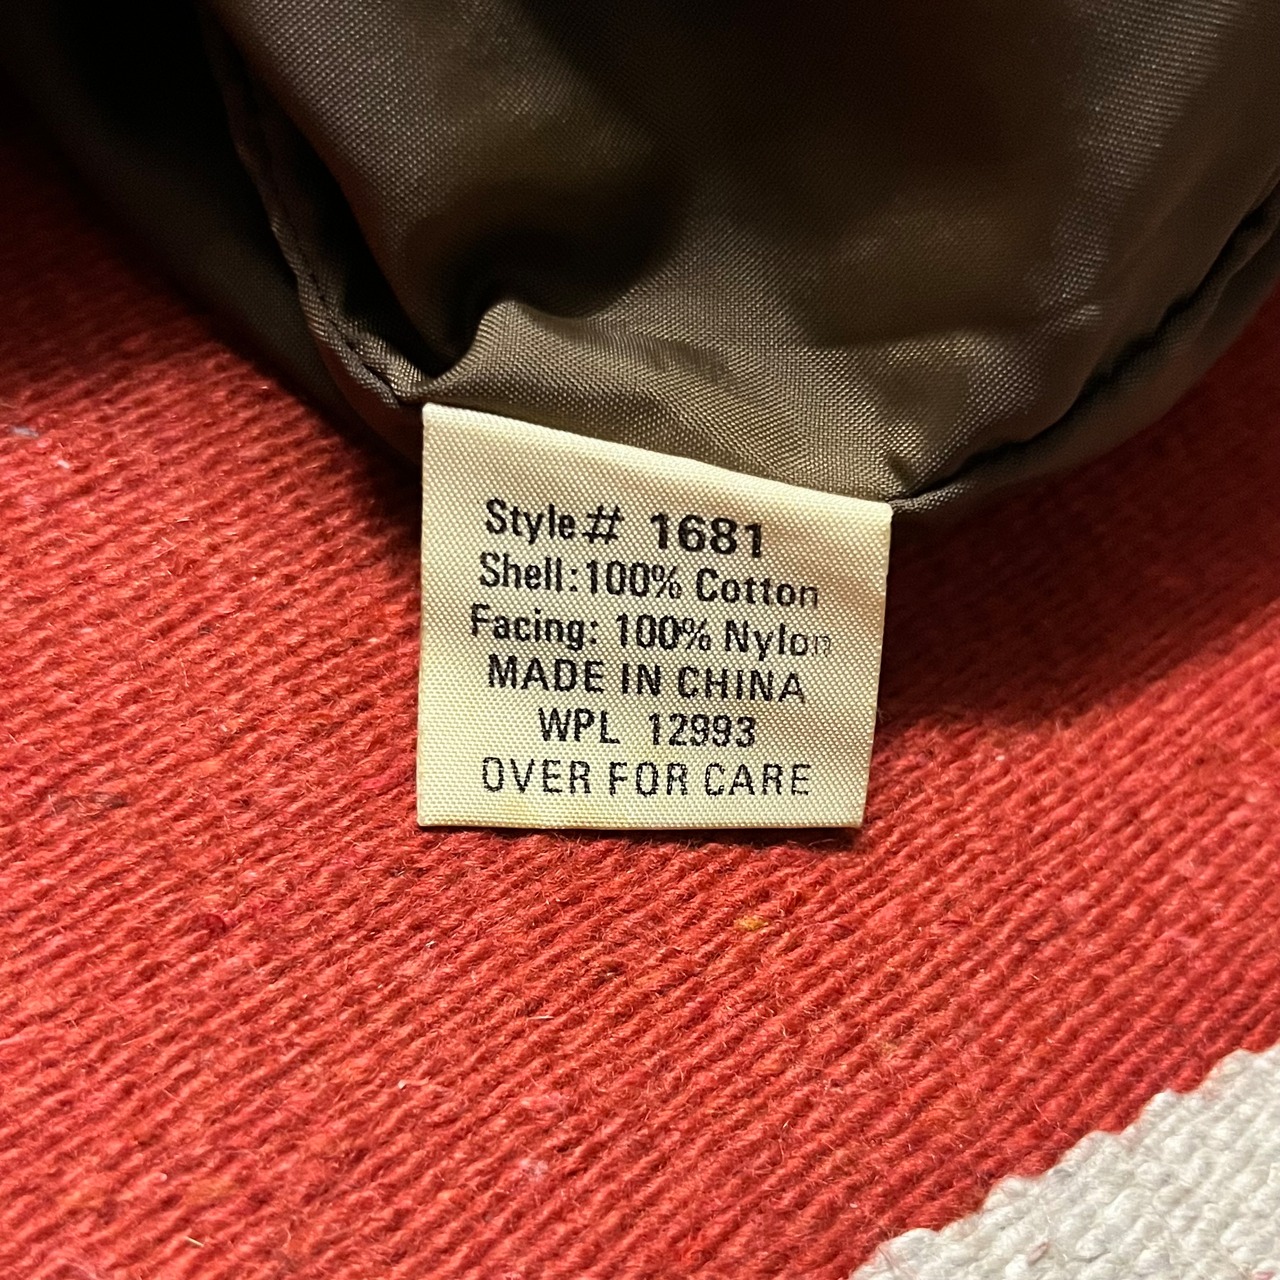 Style# 1681
Shell:100% Cotton
Facing: 100% Nylon
MADE IN CHINA
WPL 12993
OVER FOR CARE